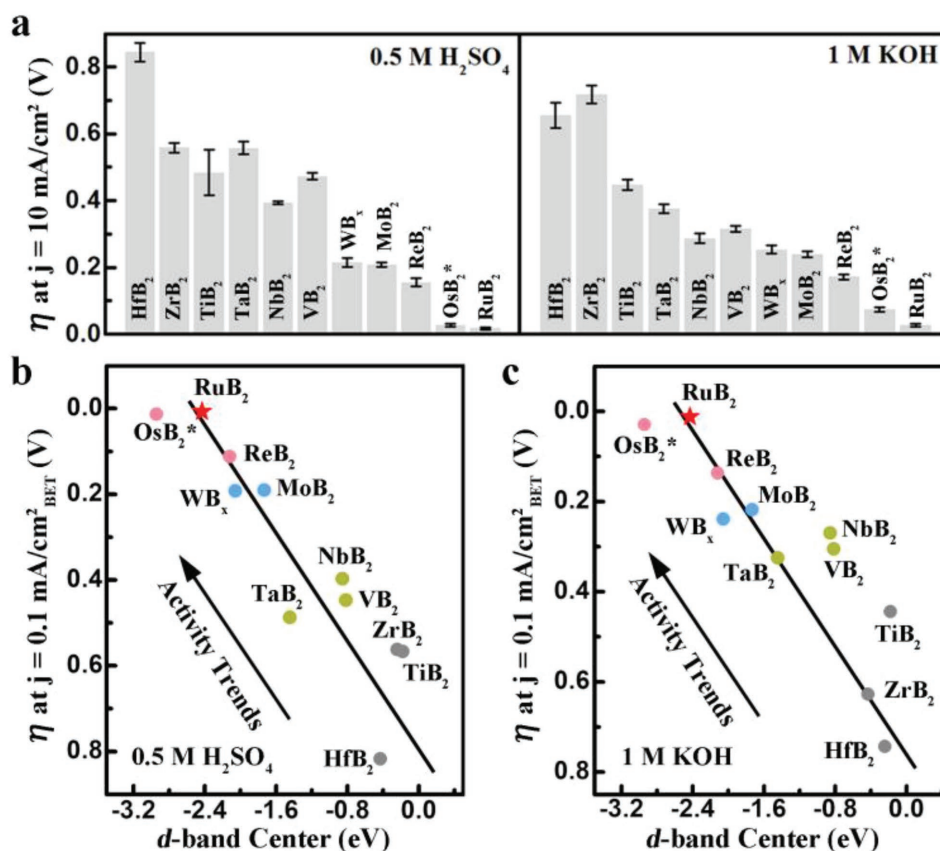 a
η at j = 10 mA/cm² (V)
0.8
0.6
0.4
0.2
0.0
0.5 M H₂SO₄
HfB₂
ZrB₂
TiB₂
TaB₂
NbB₂
VB₂
WBₓ
MoB₂
ReB₂
OsB₂*
RuB₂
1 M KOH
HfB₂
ZrB₂
TiB₂
TaB₂
NbB₂
VB₂
WBₓ
MoB₂
ReB₂
OsB₂*
RuB₂
b
η at j = 0.1 mA/cm²BET (V)
0.0
0.2
0.4
0.6
0.8
RuB₂
OsB₂*
ReB₂
WBₓ
MoB₂
NbB₂
TaB₂
VB₂
ZrB₂
TiB₂
HfB₂
Activity Trends
0.5 M H₂SO₄
-3.2 -2.4 -1.6 -0.8 0.0
d-band Center (eV)
c
η at j = 0.1 mA/cm²BET (V)
0.0
0.2
0.4
0.6
0.8
RuB₂
OsB₂*
ReB₂
MoB₂
WBₓ
NbB₂
VB₂
TaB₂
TiB₂
ZrB₂
HfB₂
Activity Trends
1 M KOH
-3.2 -2.4 -1.6 -0.8 0.0
d-band Center (eV)